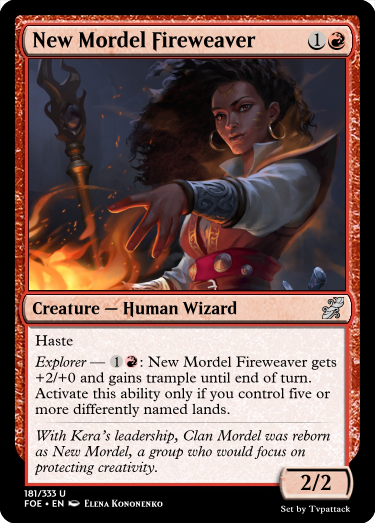 New Mordel Fireweaver 1
Creature — Human Wizard
Haste
Explorer — 1 : New Mordel Fireweaver gets
+2/+0 and gains trample until end of turn.
Activate this ability only if you control five or
more differently named lands.
With Kera's leadership, Clan Mordel was reborn
as New Mordel, a group who would focus on
protecting creativity.
2/2
181/333 U
FOE • EN Elena Kononenko
Set by Tvpattack